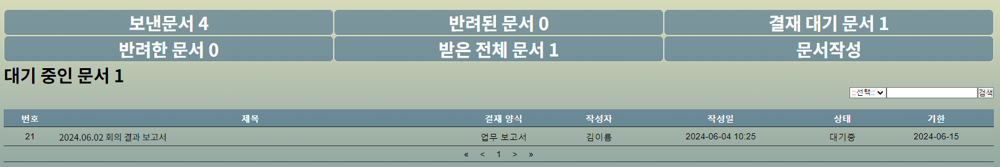 보낸문서 4 반려된 문서 0 결재 대기 문서 1
반려한 문서 0 받은 전체 문서 1 문서작성
대기 중인 문서 1
::선택:: 검색
번호 제목 결재 양식 작성자 작성일 상태 기한
21 2024.06.02 회의 결과 보고서 업무 보고서 김이름 2024-06-04 10:25 대기중 2024-06-15
« < 1 > »